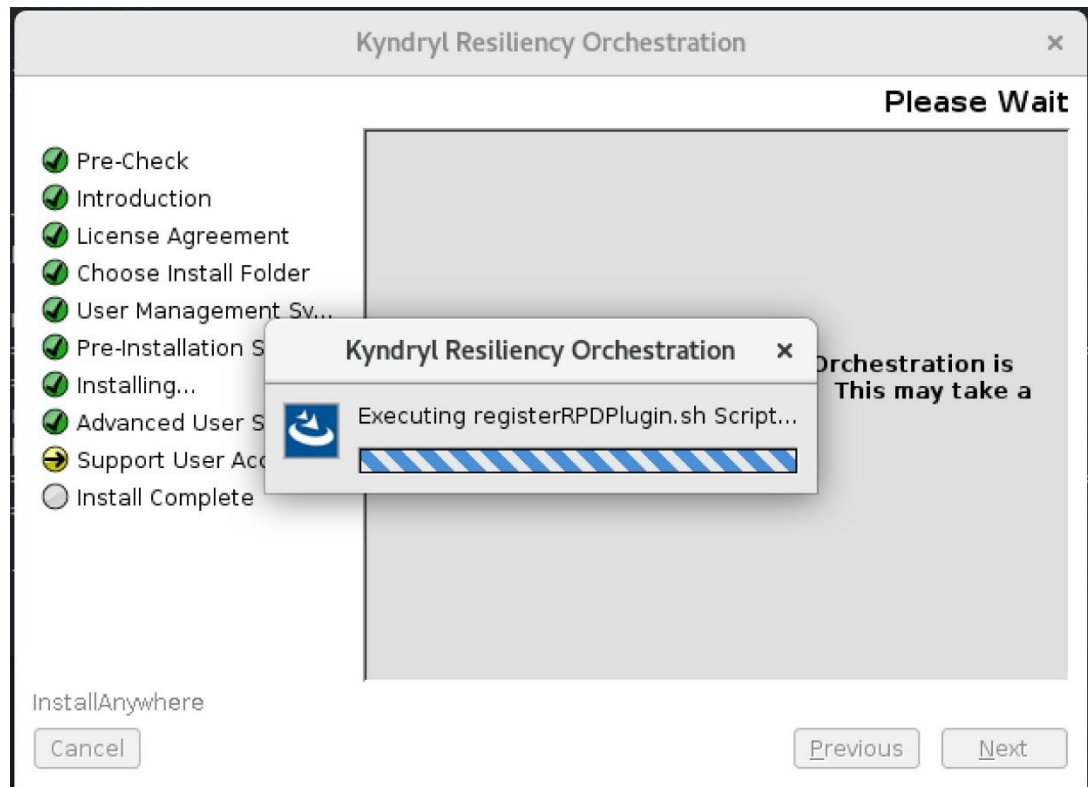 Kyndryl Resiliency Orchestration ×
Please Wait
Pre-Check
Introduction
License Agreement
Choose Install Folder
User Management Sy...
Pre-Installation S
Installing...
Advanced User S
Support User Acc
Install Complete
Orchestration is
This may take a
Kyndryl Resiliency Orchestration ×
Executing registerRPDPlugin.sh Script...
InstallAnywhere
Cancel
Previous
Next